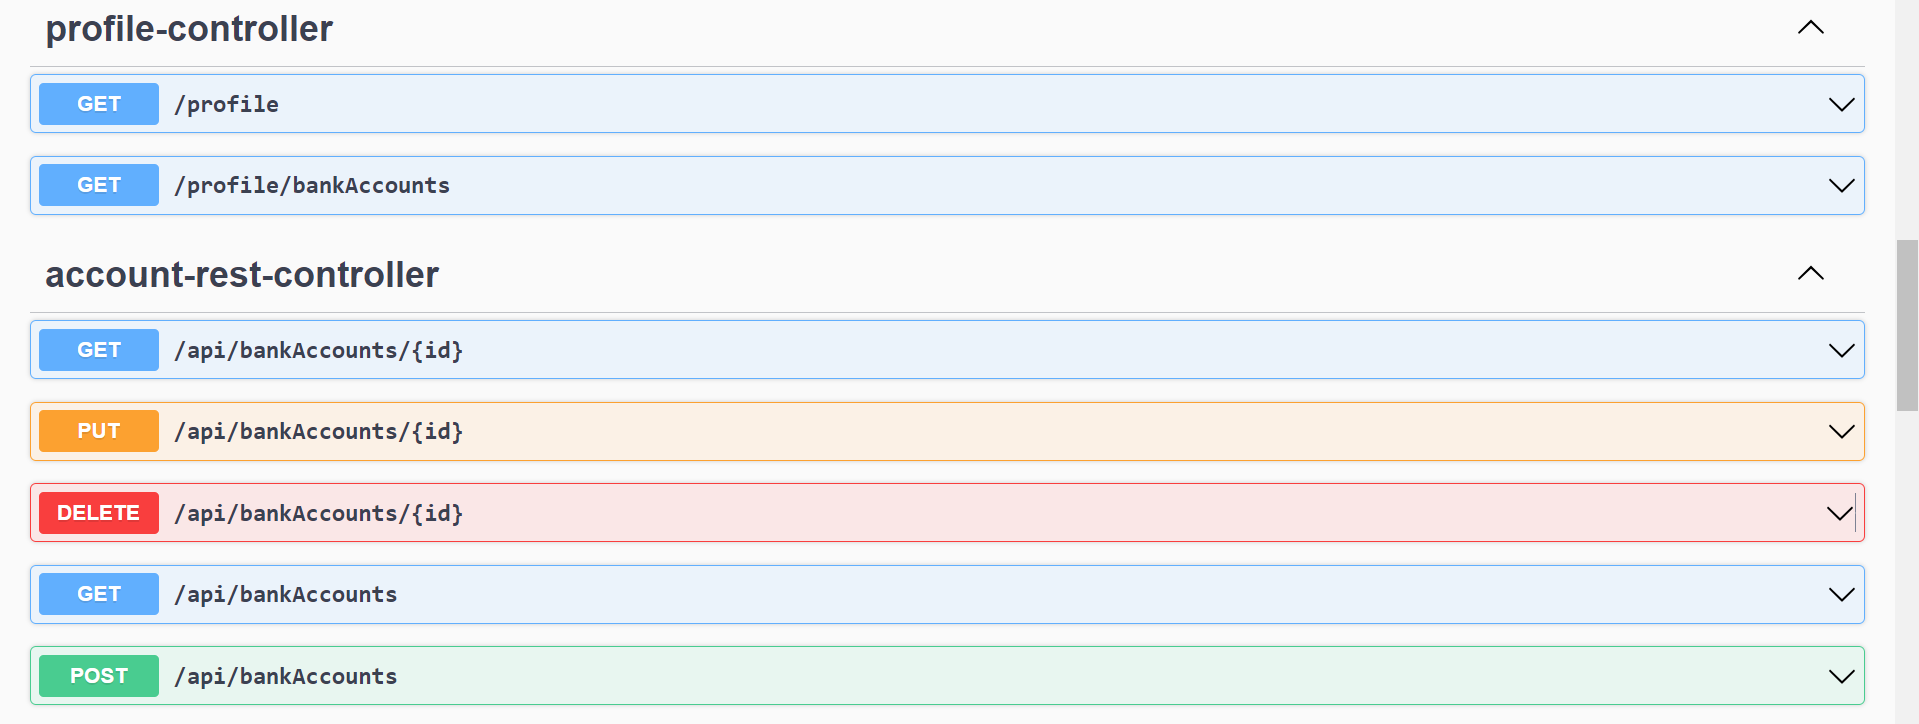 profile-controller
GET /profile
GET /profile/bankAccounts
account-rest-controller
GET /api/bankAccounts/{id}
PUT /api/bankAccounts/{id}
DELETE /api/bankAccounts/{id}
GET /api/bankAccounts
POST /api/bankAccounts